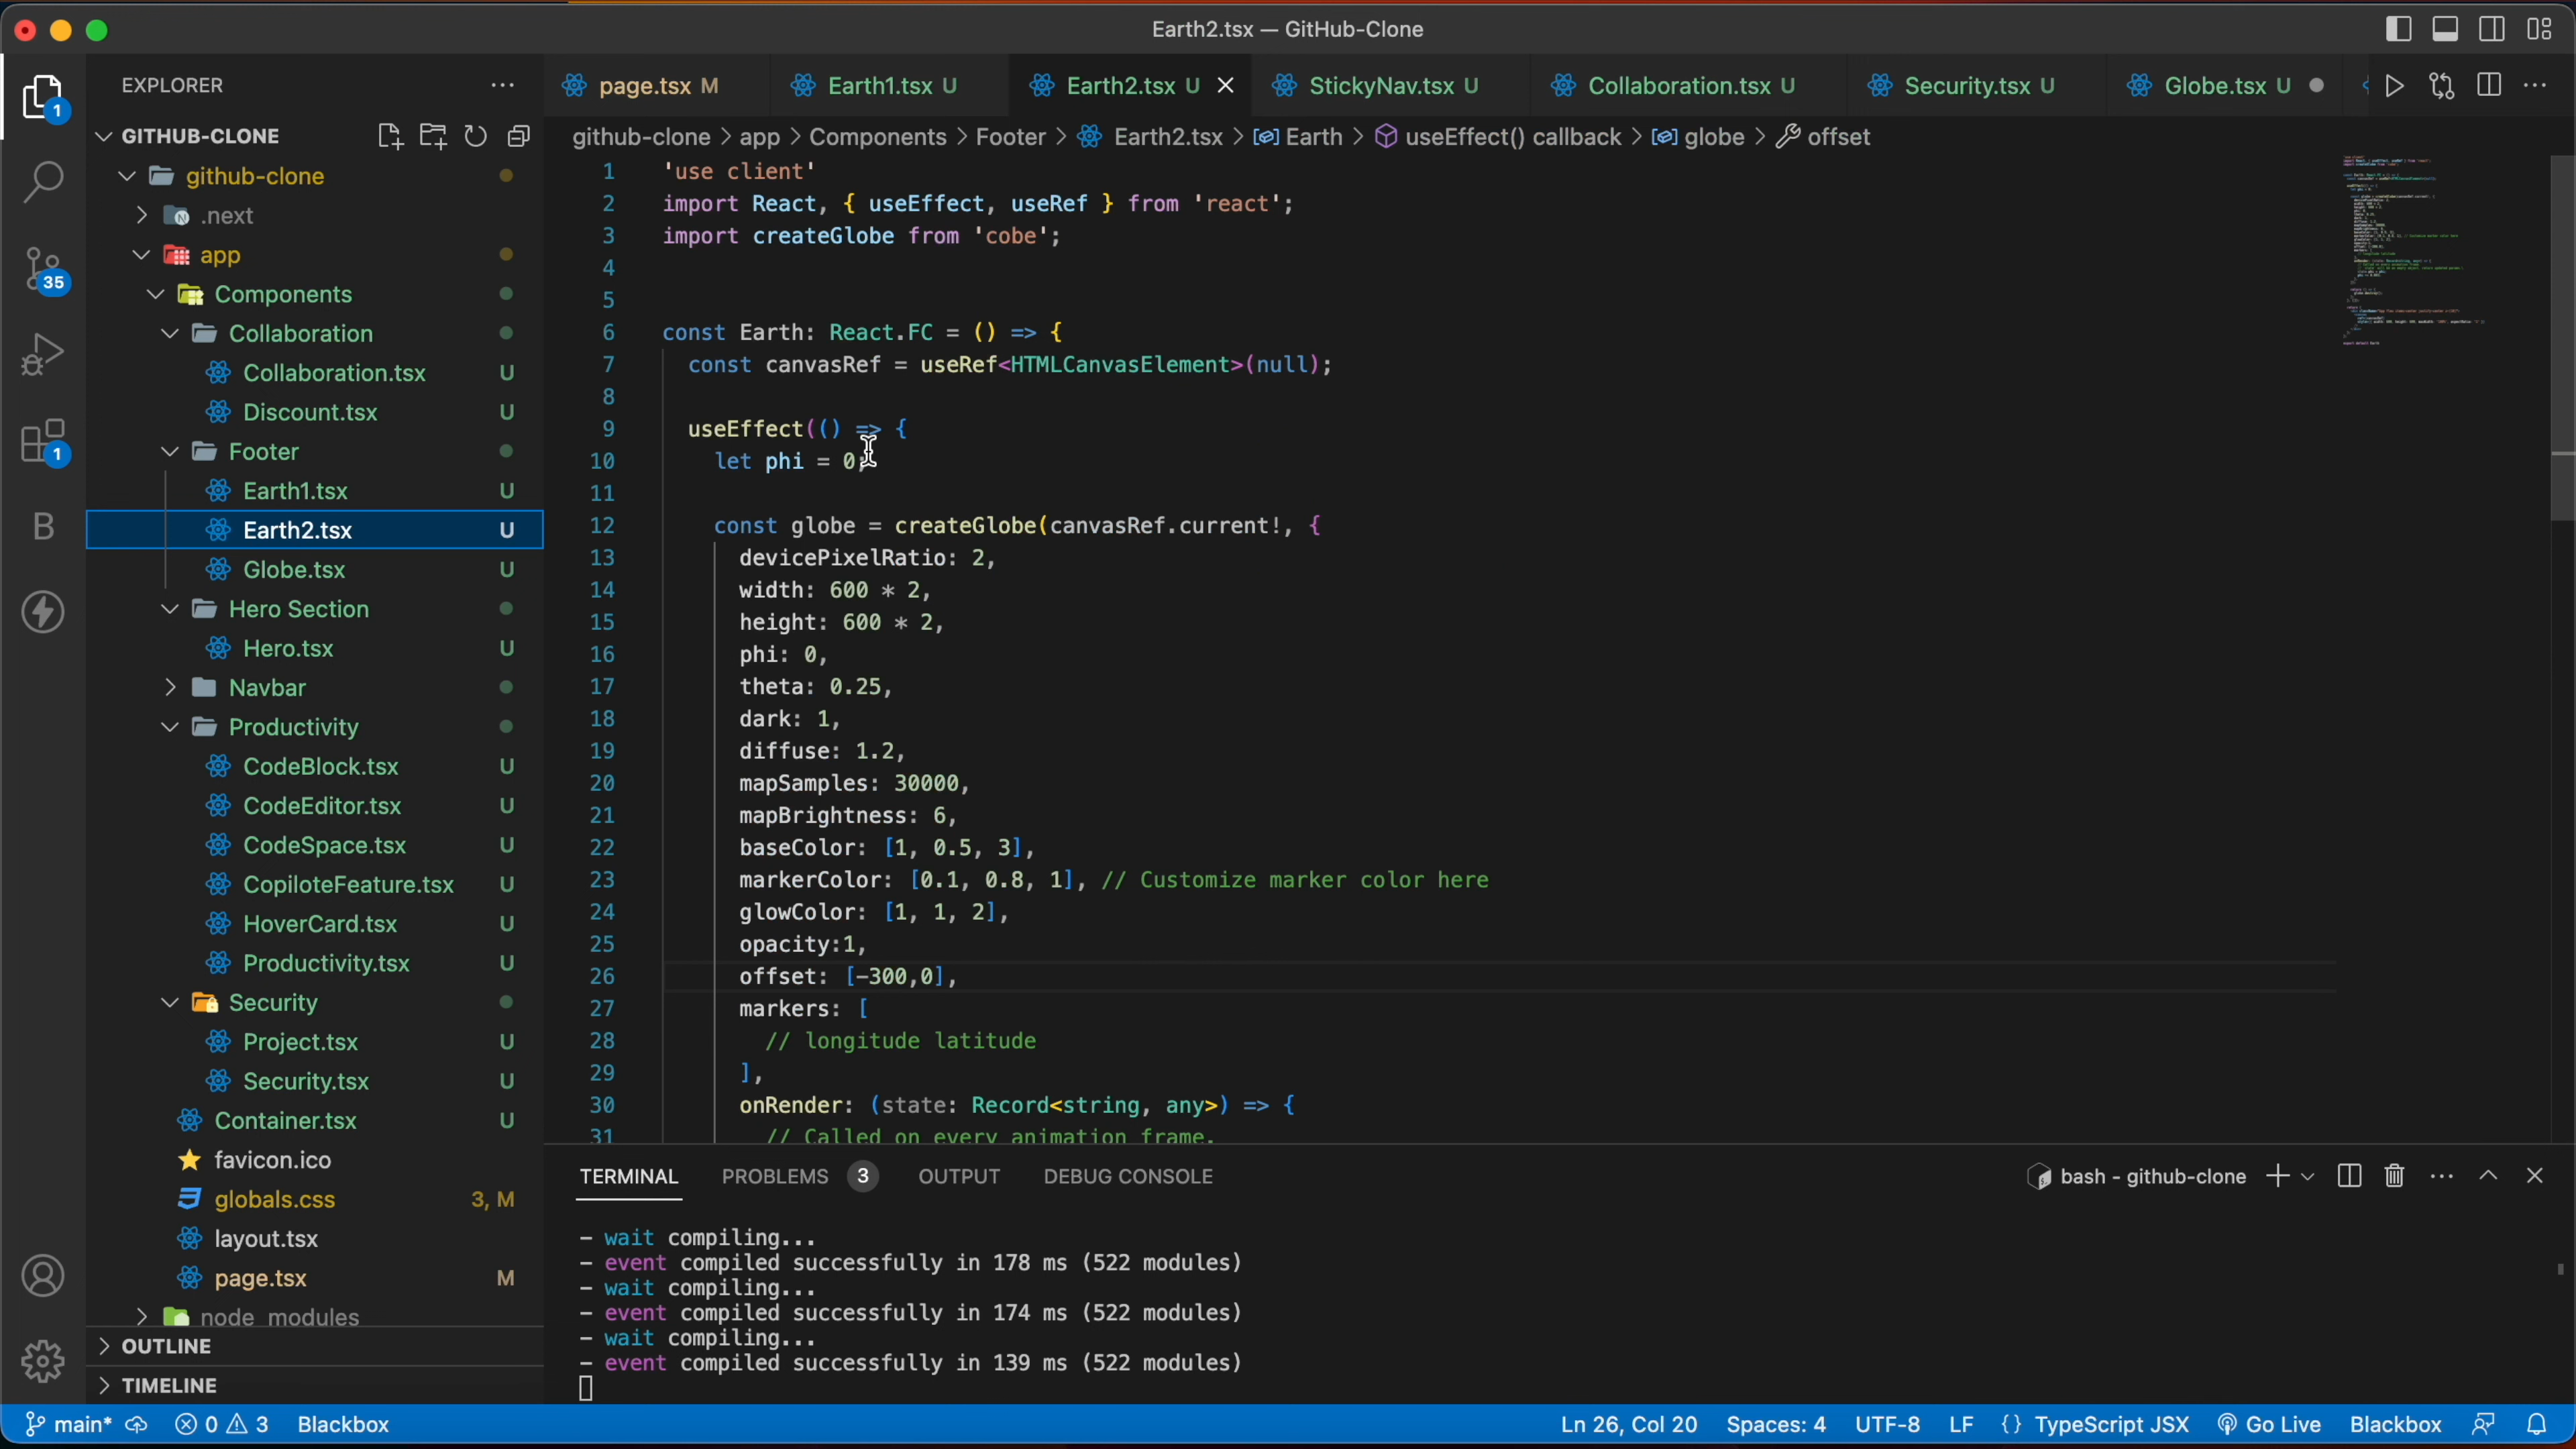 Earth2.tsx — GitHub-Clone
EXPLORER
page.tsx M
Earth1.tsx U
Earth2.tsx U
StickyNav.tsx U
Collaboration.tsx U
Security.tsx U
Globe.tsx U
GITHUB-CLONE
github-clone > app > Components > Footer > Earth2.tsx > Earth > useEffect() callback > globe > offset
github-clone
.next
app
Components
Collaboration
Collaboration.tsx U
Discount.tsx U
Footer
Earth1.tsx U
Earth2.tsx U
Globe.tsx U
Hero Section
Hero.tsx U
Navbar
Productivity
CodeBlock.tsx U
CodeEditor.tsx U
CodeSpace.tsx U
CopiloteFeature.tsx U
HoverCard.tsx U
Productivity.tsx U
Security
Project.tsx U
Security.tsx U
Container.tsx U
favicon.ico
globals.css 3, M
layout.tsx
page.tsx M
node_modules
OUTLINE
TIMELINE
1
35
1
B
1 'use client'
2 import React, { useEffect, useRef } from 'react';
3 import createGlobe from 'cobe';
4
5
6 const Earth: React.FC = () => {
7 const canvasRef = useRef<HTMLCanvasElement>(null);
8
9 useEffect(() => {
10 let phi = 0;
11
12 const globe = createGlobe(canvasRef.current!, {
13 devicePixelRatio: 2,
14 width: 600 * 2,
15 height: 600 * 2,
16 phi: 0,
17 theta: 0.25,
18 dark: 1,
19 diffuse: 1.2,
20 mapSamples: 30000,
21 mapBrightness: 6,
22 baseColor: [1, 0.5, 3],
23 markerColor: [0.1, 0.8, 1], // Customize marker color here
24 glowColor: [1, 1, 2],
25 opacity:1,
26 offset: [-300,0],
27 markers: [
28 // longitude latitude
29 ],
30 onRender: (state: Record<string, any>) => {
31 // Called on every animation frame.
TERMINAL PROBLEMS 3 OUTPUT DEBUG CONSOLE
bash - github-clone
- wait compiling...
- event compiled successfully in 178 ms (522 modules)
- wait compiling...
- event compiled successfully in 174 ms (522 modules)
- wait compiling...
- event compiled successfully in 139 ms (522 modules)
main* 0 3 Blackbox
Ln 26, Col 20 Spaces: 4 UTF-8 LF {} TypeScript JSX Go Live Blackbox